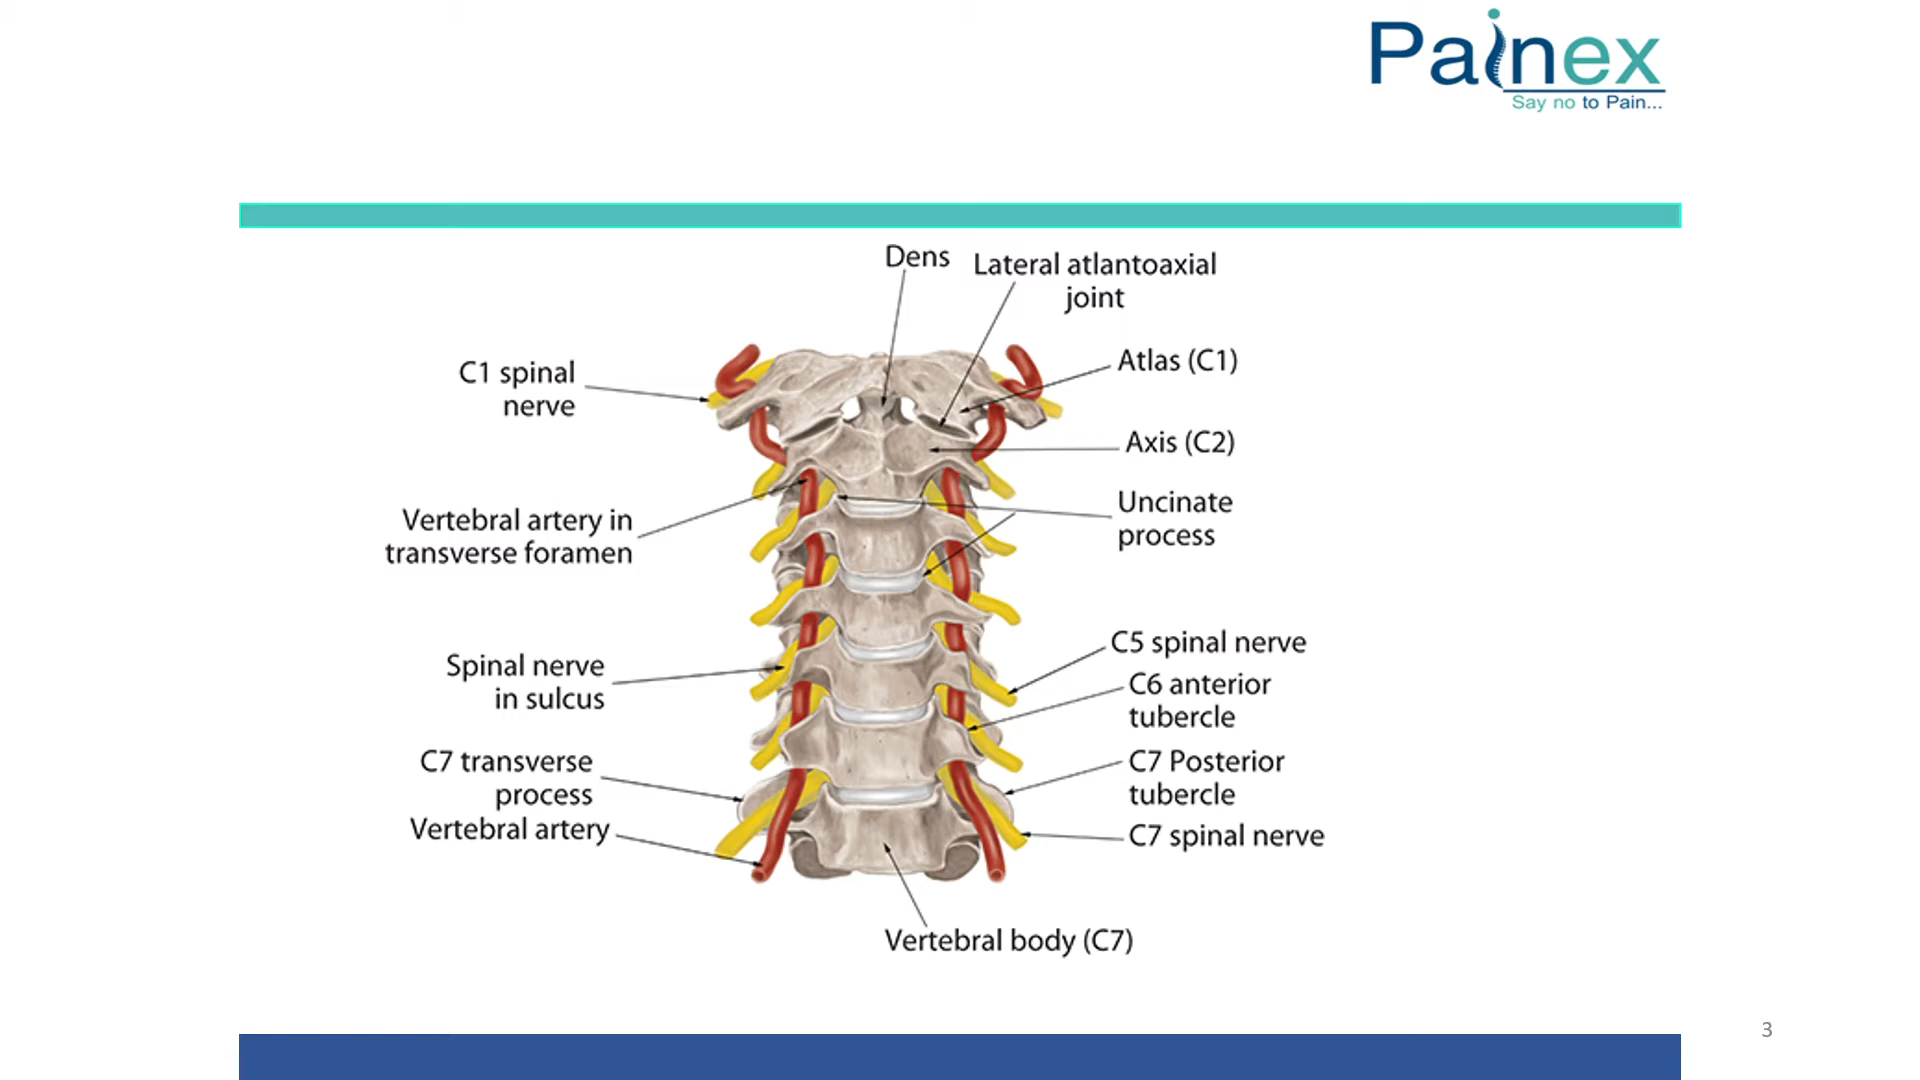 Painex
Say no to Pain...
Dens
Lateral atlantoaxial
joint
C1 spinal
nerve
Atlas (C1)
Axis (C2)
Vertebral artery in
transverse foramen
Uncinate
process
Spinal nerve
in sulcus
C5 spinal nerve
C6 anterior
tubercle
C7 transverse
process
C7 Posterior
tubercle
Vertebral artery
C7 spinal nerve
Vertebral body (C7)
3